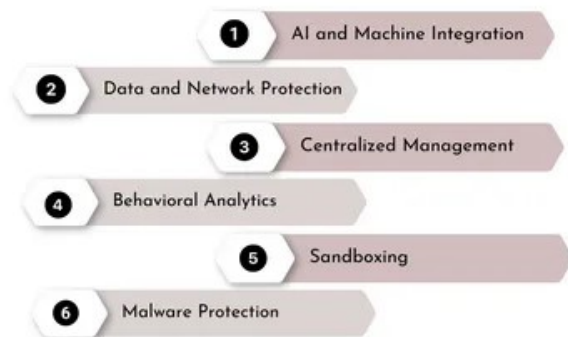 1 AI and Machine Integration
2 Data and Network Protection
3 Centralized Management
4 Behavioral Analytics
5 Sandboxing
6 Malware Protection